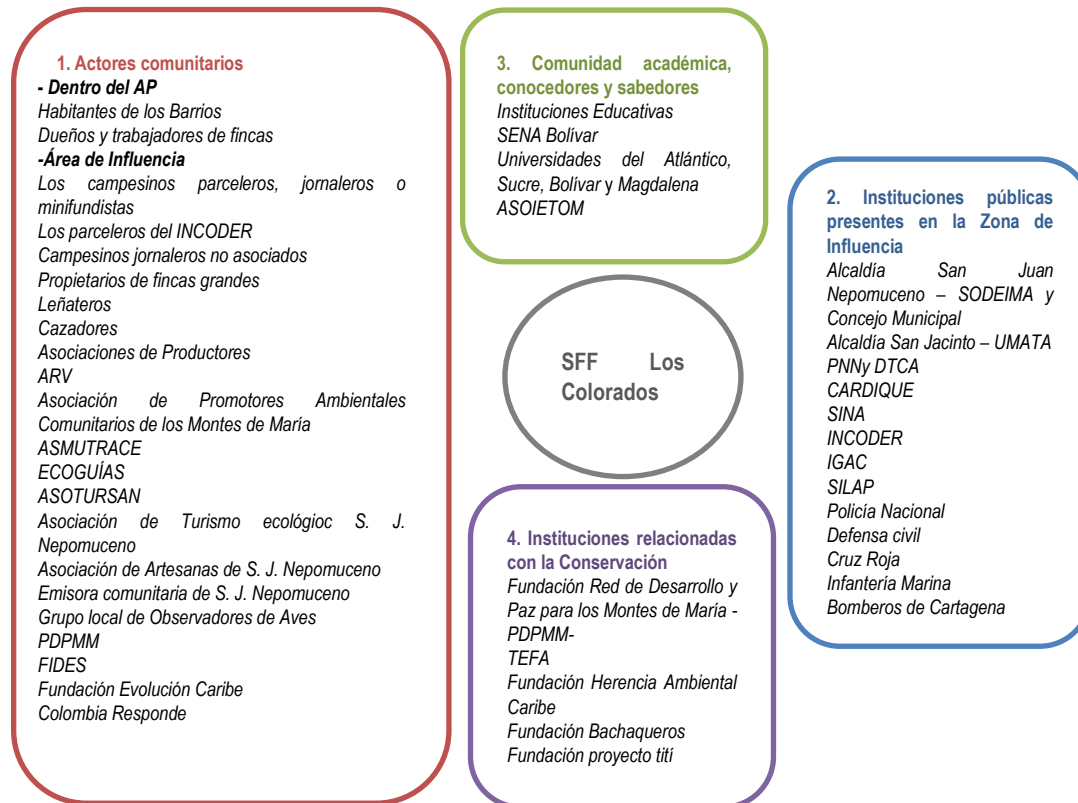 1. Actores comunitarios
- Dentro del AP
Habitantes de los Barrios
Dueños y trabajadores de fincas
-Área de Influencia
Los campesinos parceleros, jornaleros o
minifundistas
Los parceleros del INCODER
Campesinos jornaleros no asociados
Propietarios de fincas grandes
Leñateros
Cazadores
Asociaciones de Productores
ARV
Asociación de Promotores Ambientales
Comunitarios de los Montes de María
ASMUTRACE
ECOGUÍAS
ASOTURSAN
Asociación de Turismo ecológioc S. J.
Nepomuceno
Asociación de Artesanas de S. J. Nepomuceno
Emisora comunitaria de S. J. Nepomuceno
Grupo local de Observadores de Aves
PDPMM
FIDES
Fundación Evolución Caribe
Colombia Responde
3. Comunidad académica,
conocedores y sabedores
Instituciones Educativas
SENA Bolívar
Universidades del Atlántico,
Sucre, Bolívar y Magdalena
ASOIETOM
SFF Los
Colorados
4. Instituciones relacionadas
con la Conservación
Fundación Red de Desarrollo y
Paz para los Montes de María -
PDPMM-
TEFA
Fundación Herencia Ambiental
Caribe
Fundación Bachaqueros
Fundación proyecto tití
2. Instituciones públicas
presentes en la Zona de
Influencia
Alcaldía San Juan
Nepomuceno – SODEIMA y
Concejo Municipal
Alcaldía San Jacinto – UMATA
PNNy DTCA
CARDIQUE
SINA
INCODER
IGAC
SILAP
Policía Nacional
Defensa civil
Cruz Roja
Infantería Marina
Bomberos de Cartagena